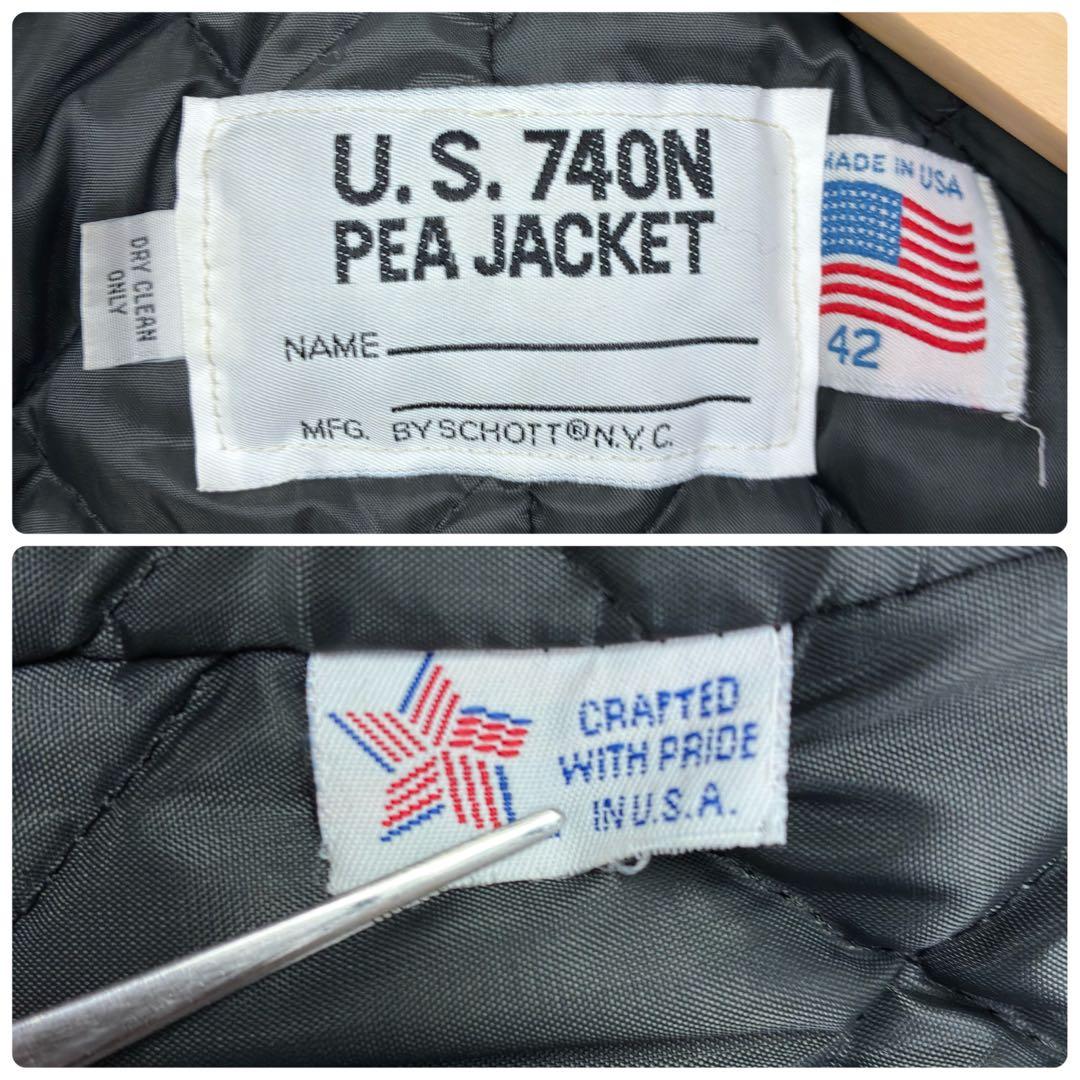 U.S. 740N
PEA JACKET
NAME
MFG. BY SCHOTT® N.Y.C.
DRY CLEAN
ONLY
MADE IN USA
42
CRAFTED
WITH PRIDE
IN U.S.A.